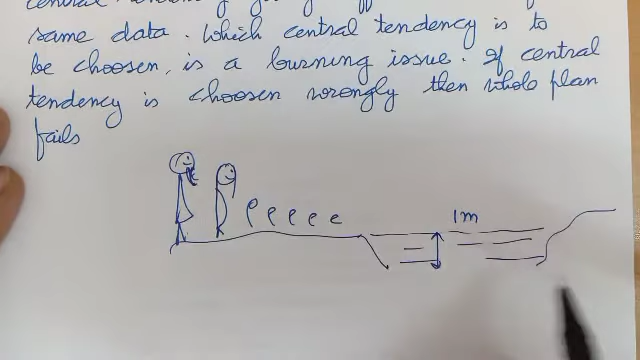 central
same data. Which central tendency is to
be choosen, is a burning issue. If central
tendency is choosen wrongly then whole plan
fails
1m